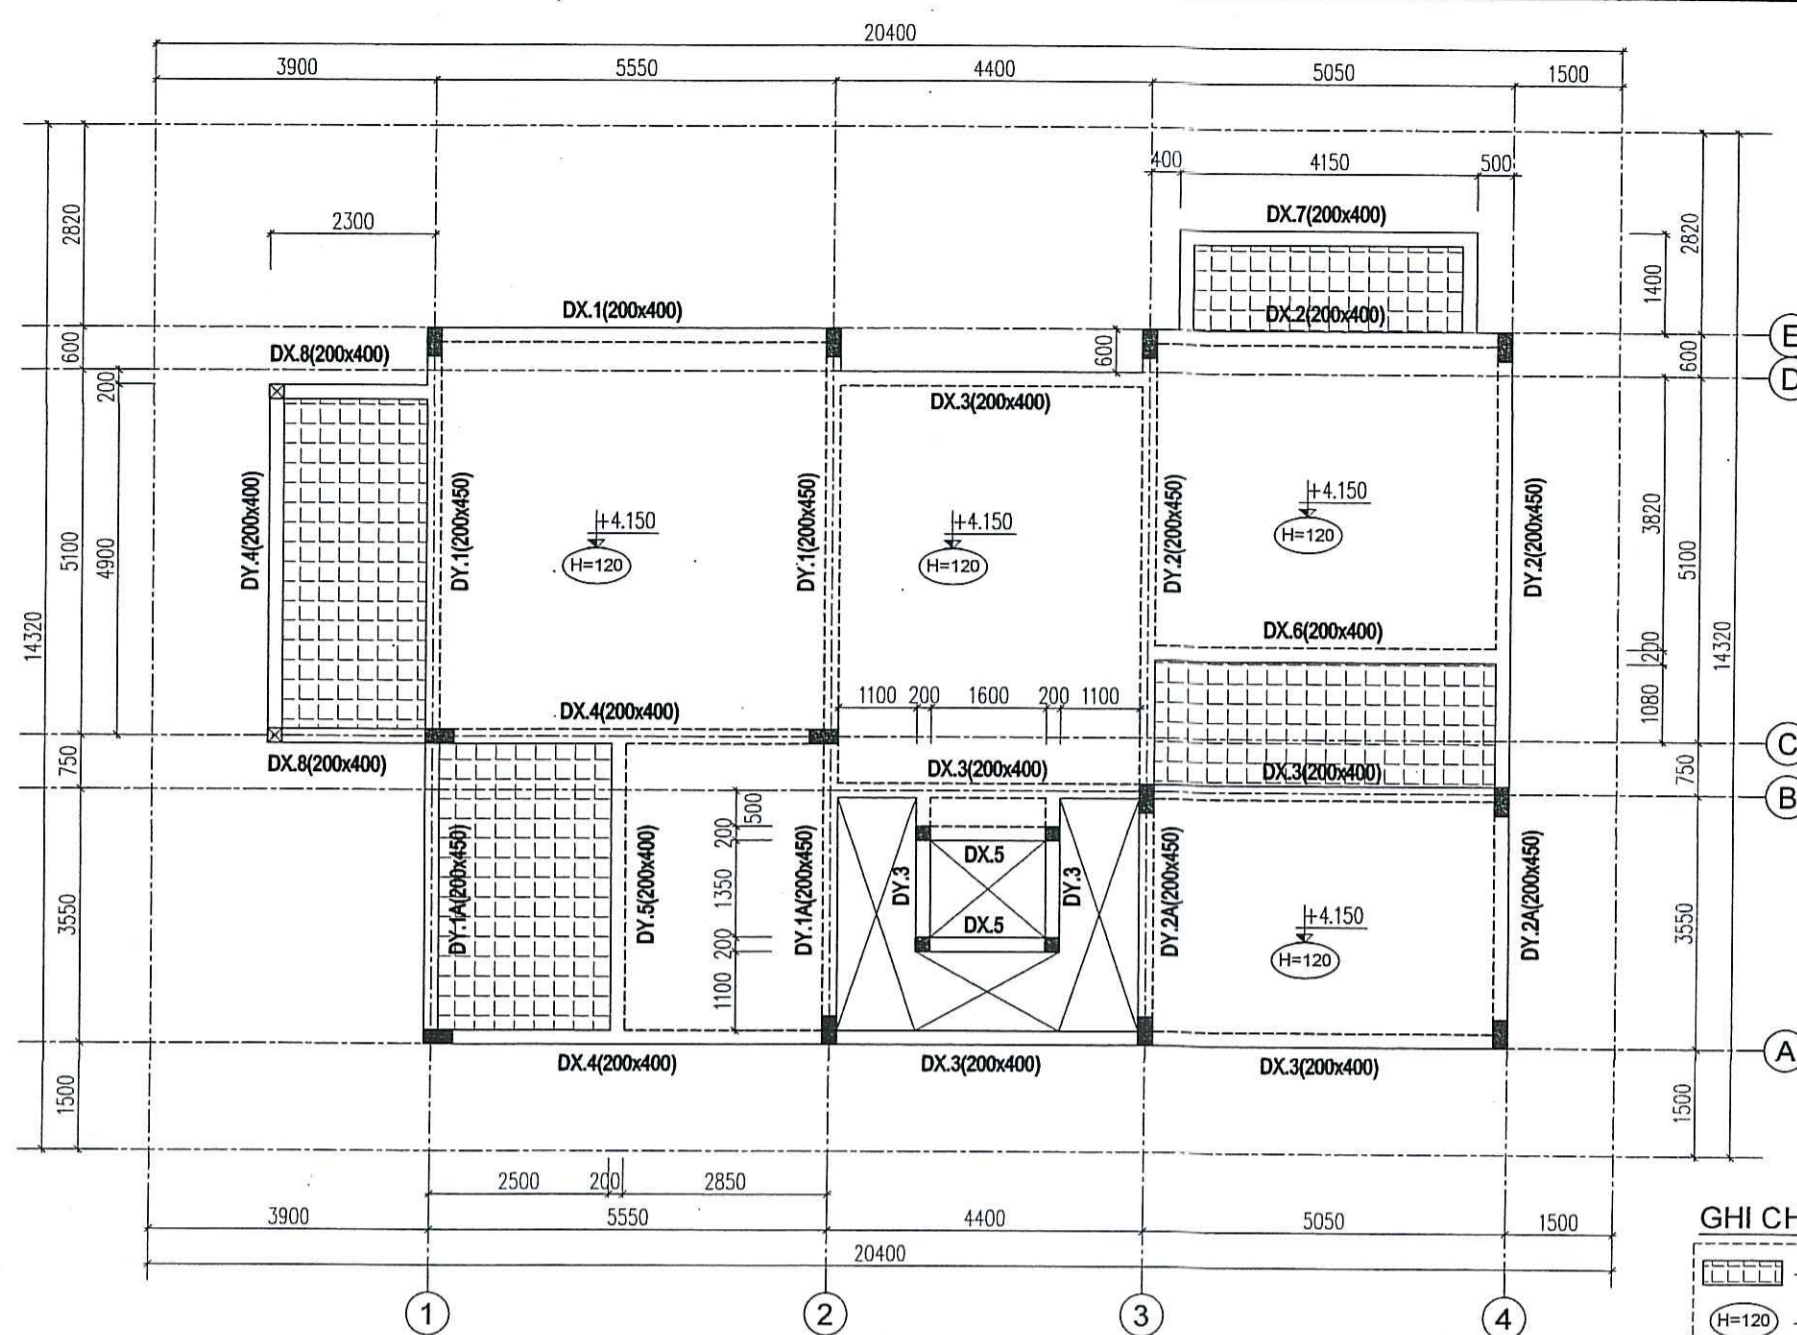 20400
3900 5550 4400 5050 1500
400 4150 500
2820 2300 DX.7(200x400) 2820
1400
DX.1(200x400) DX.2(200x400)
E
600 DX.8(200x400) 600 600
D
200 DX.3(200x400)
DY.4(200x400) DY.1(200x450) DY.1(200x450) DY.2(200x450) DY.2(200x450)
+4.150 +4.150 +4.150
H=120 H=120 H=120
14320 5100 4900 3820 5100 14320
DX.6(200x400)
200
1100 200 1600 200 1100
1080
DX.4(200x400)
C
750 DX.8(200x400) DX.3(200x400) DX.3(200x400) 750
B
500
200
DX.5
DY.1A(200x450) DY.5(200x400) 1350 DY.1A(200x450) DY.3 DY.3 DY.2A(200x450) DY.2A(200x450)
3550 DX.5 +4.150 3550
200 H=120
1100
A
DX.4(200x400) DX.3(200x400) DX.3(200x400)
1500 1500
2500 200 2850
3900 5550 4400 5050 1500
20400
GHI CH
1 2 3 4
H=120